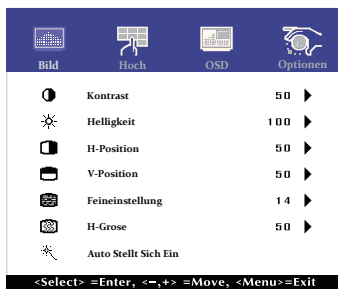 Bild Hoch OSD Optionen
Kontrast 50
Helligkeit 100
H-Position 50
V-Position 50
Feineinstellung 14
H-Grose 50
Auto Stellt Sich Ein
<Select> =Enter, <-,+> =Move, <Menu>=Exit